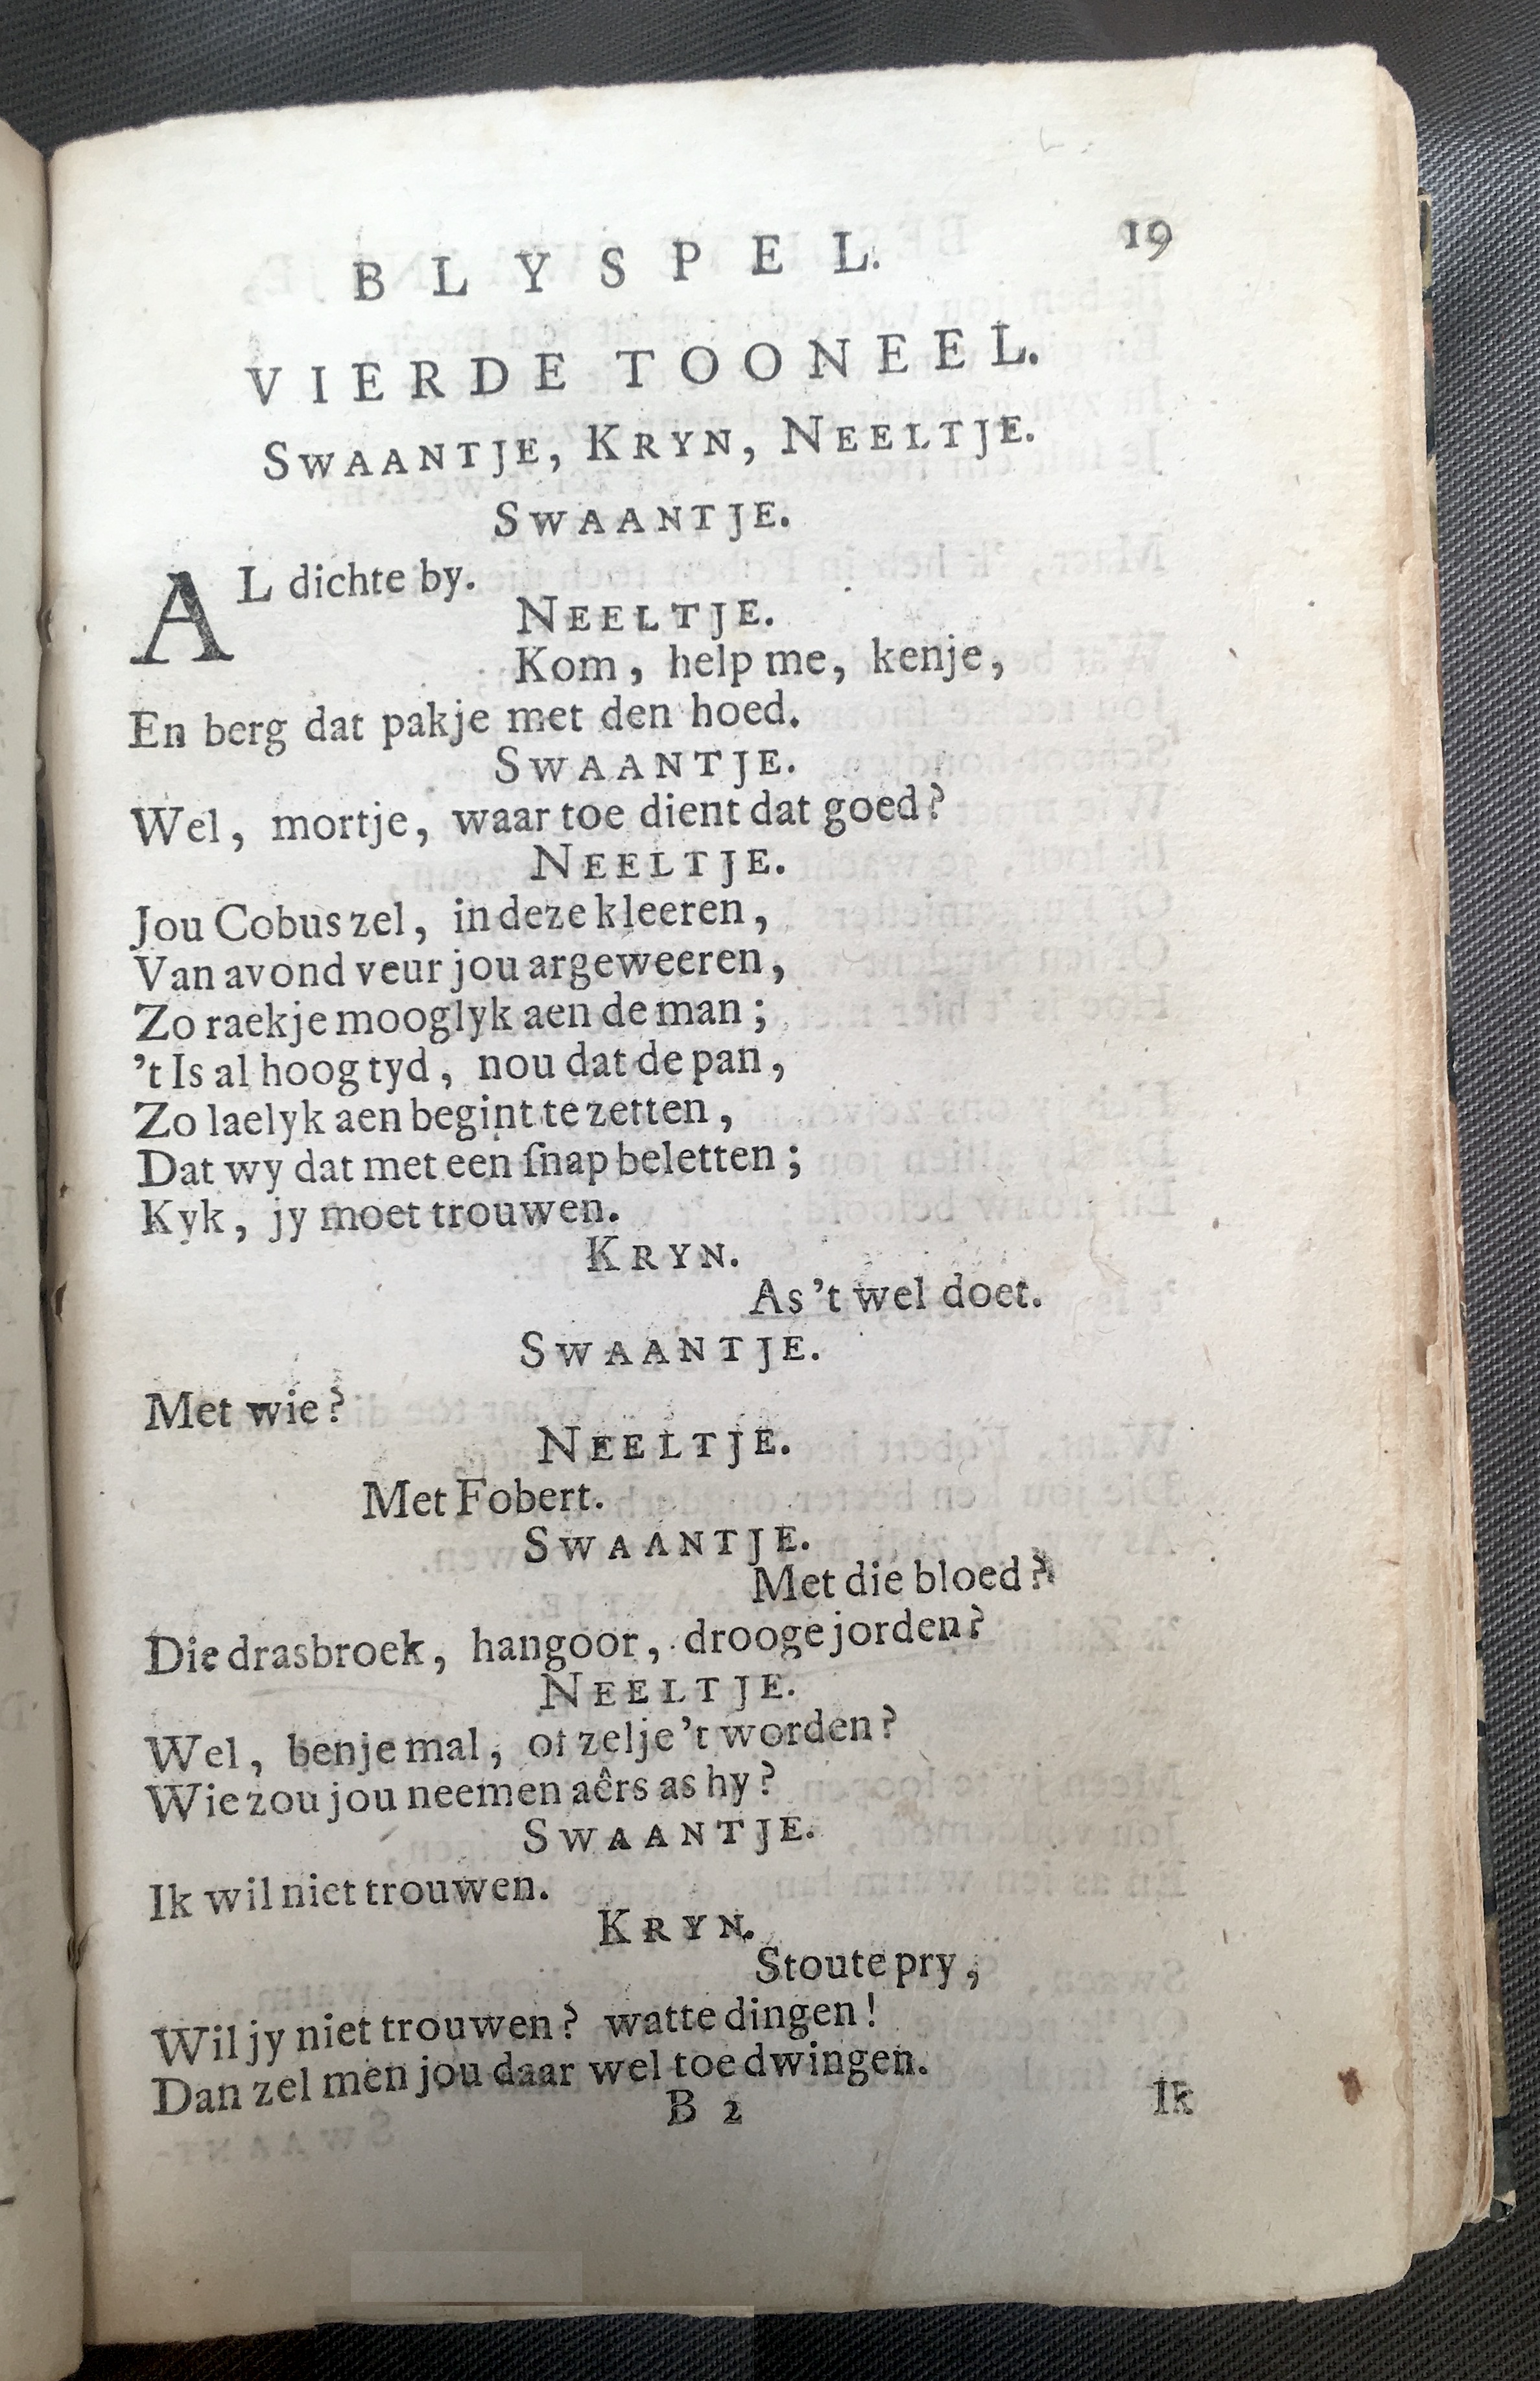 BLYSPEL. 19
VIERDE TOONEEL.
SWAANTJE, KRYN, NEELTJE.
SWAANTJE.
AL dichte by.
NEELTJE.
Kom, help me, kenje,
En berg dat pakje met den hoed.
SWAANTJE.
Wel, mortje, waar toe dient dat goed?
NEELTJE.
Jou Cobus zel, in deze kleeren,
Van avond veur jou argeweeren,
Zo raekje mooglyk aen de man;
't Is al hoog tyd, nou dat de pan,
Zo laelyk aen begint te zetten,
Dat wy dat met een ſnap beletten;
Kyk, jy moet trouwen.
KRYN.
As 't wel doet.
SWAANTJE.
Met wie?
NEELTJE.
Met Fobert.
SWAANTJE.
Met die bloed?
Die drasbroek, hangoor, drooge jorden?
NEELTJE.
Wel, benje mal, of zelje 't worden?
Wie zou jou neemen aêrs as hy?
SWAANTJE.
Ik wil niet trouwen.
KRYN.
Stoute pry,
Wil jy niet trouwen? watte dingen!
Dan zel men jou daar wel toe dwingen.
B 2 Ik